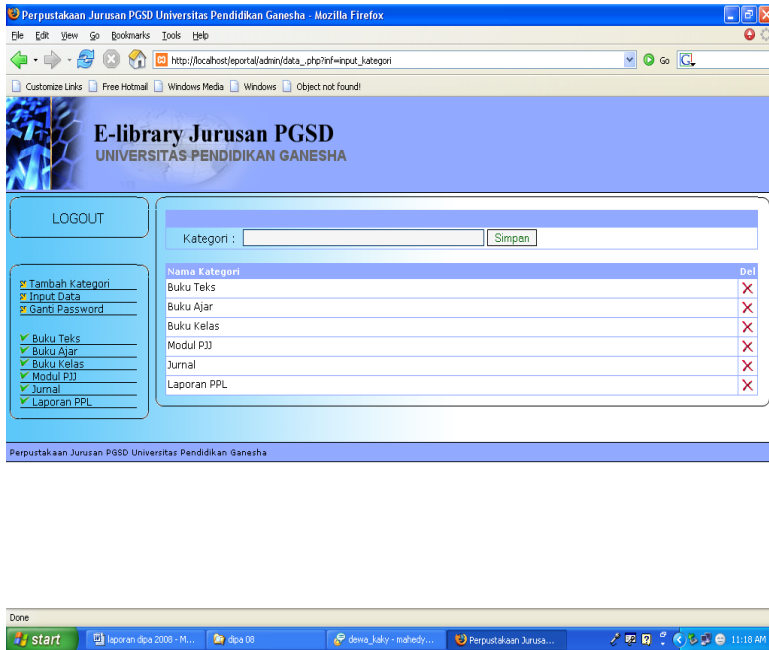 Perpustakaan Jurusan PGSD Universitas Pendidikan Ganesha - Mozilla Firefox
File Edit View Go Bookmarks Tools Help
http://localhost/eportal/admin/data_.php?inf=input_kategori
Go
Customize Links Free Hotmail Windows Media Windows Object not found!
E-library Jurusan PGSD
UNIVERSITAS PENDIDIKAN GANESHA
LOGOUT
Tambah Kategori
Input Data
Ganti Password
Buku Teks
Buku Ajar
Buku Kelas
Modul PJJ
Jurnal
Laporan PPL
Kategori : Simpan
Nama Kategori Del
Buku Teks
Buku Ajar
Buku Kelas
Modul PJJ
Jurnal
Laporan PPL
Perpustakaan Jurusan PGSD Universitas Pendidikan Ganesha
Done
start laporan dipa 2008 - M... dipa 08 dewa_kaky - mahedy... Perpustakaan Jurusa... 11:18 AM